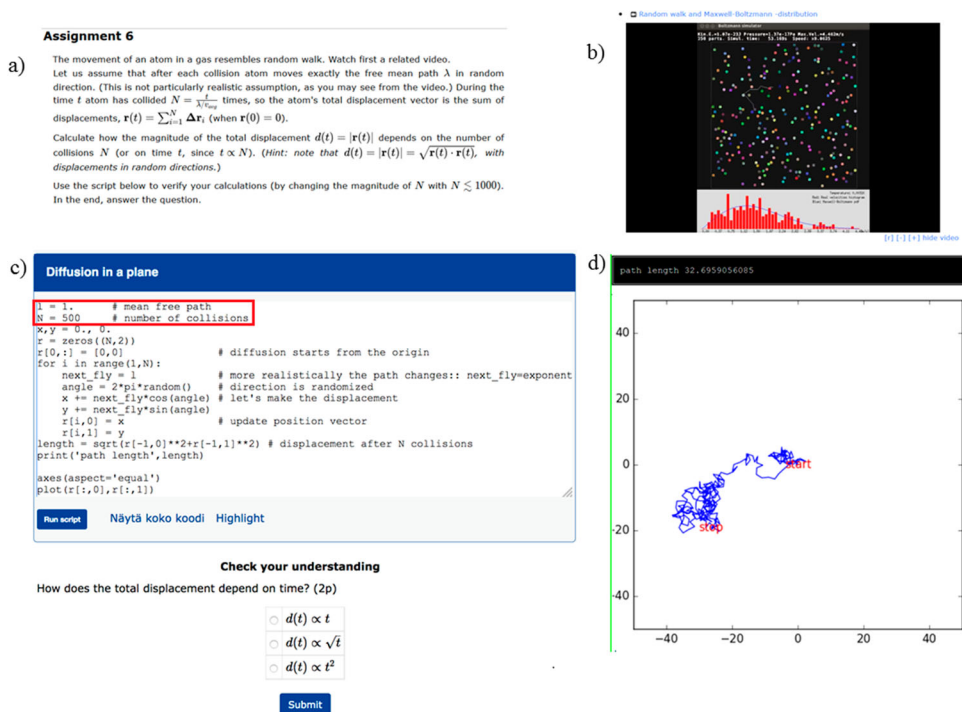 a)
Assignment 6
The movement of an atom in a gas resembles random walk. Watch first a related video.
Let us assume that after each collision atom moves exactly the free mean path λ in random
direction. (This is not particularly realistic assumption, as you may see from the video.) During the
time t atom has collided N = t/(λ/v_avg) times, so the atom's total displacement vector is the sum of
displacements, r(t) = ∑_{i=1}^{N} Δr_i (when r(0) = 0).
Calculate how the magnitude of the total displacement d(t) = |r(t)| depends on the number of
collisions N (or on time t, since t ∝ N). (Hint: note that d(t) = |r(t)| = √(r(t) · r(t)), with
displacements in random directions.)
Use the script below to verify your calculations (by changing the magnitude of N with N ≲ 1000).
In the end, answer the question.
b)
Random walk and Maxwell-Boltzmann -distribution
Boltzmann simulator
[r] [-] [+] hide video
c)
Diffusion in a plane
l = 1. # mean free path
N = 500 # number of collisions
x,y = 0., 0.
r = zeros((N,2))
r[0,:] = [0,0] # diffusion starts from the origin
for i in range(1,N):
next_fly = l # more realistically the path changes:: next_fly=exponent
angle = 2*pi*random() # direction is randomized
x += next_fly*cos(angle) # let's make the displacement
y += next_fly*sin(angle)
r[i,0] = x # update position vector
r[i,1] = y
length = sqrt(r[-1,0]**2+r[-1,1]**2) # displacement after N collisions
print('path length',length)
axes(aspect='equal')
plot(r[:,0],r[:,1])
Run script Näytä koko koodi Highlight
Check your understanding
How does the total displacement depend on time? (2p)
d(t) ∝ t
d(t) ∝ √t
d(t) ∝ t²
Submit
d)
path length 32.6959056085
40
20
0
-20
-40
start
stop
−40 −20 0 20 40